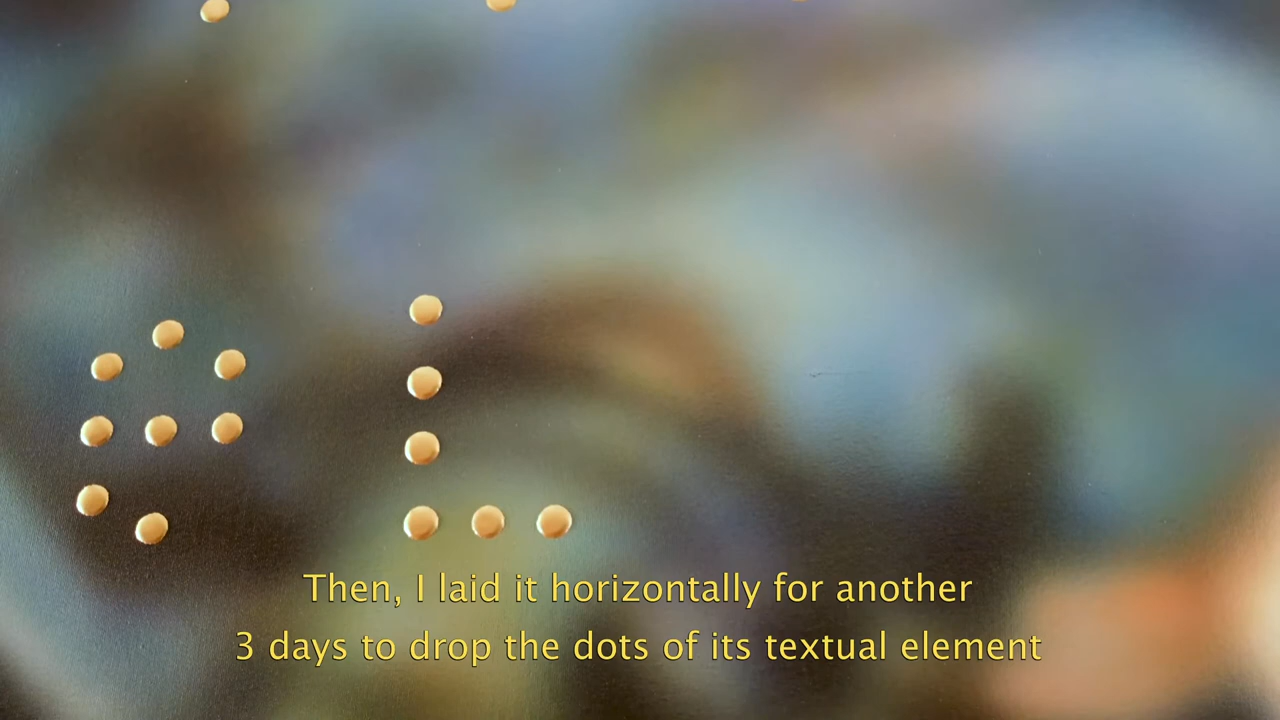 e L
Then, I laid it horizontally for another
3 days to drop the dots of its textual element